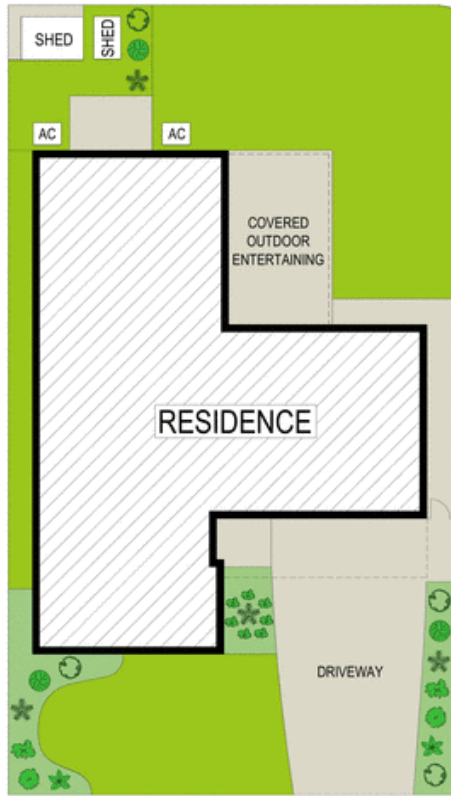 SHED
SHED
AC
AC
COVERED
OUTDOOR
ENTERTAINING
RESIDENCE
DRIVEWAY